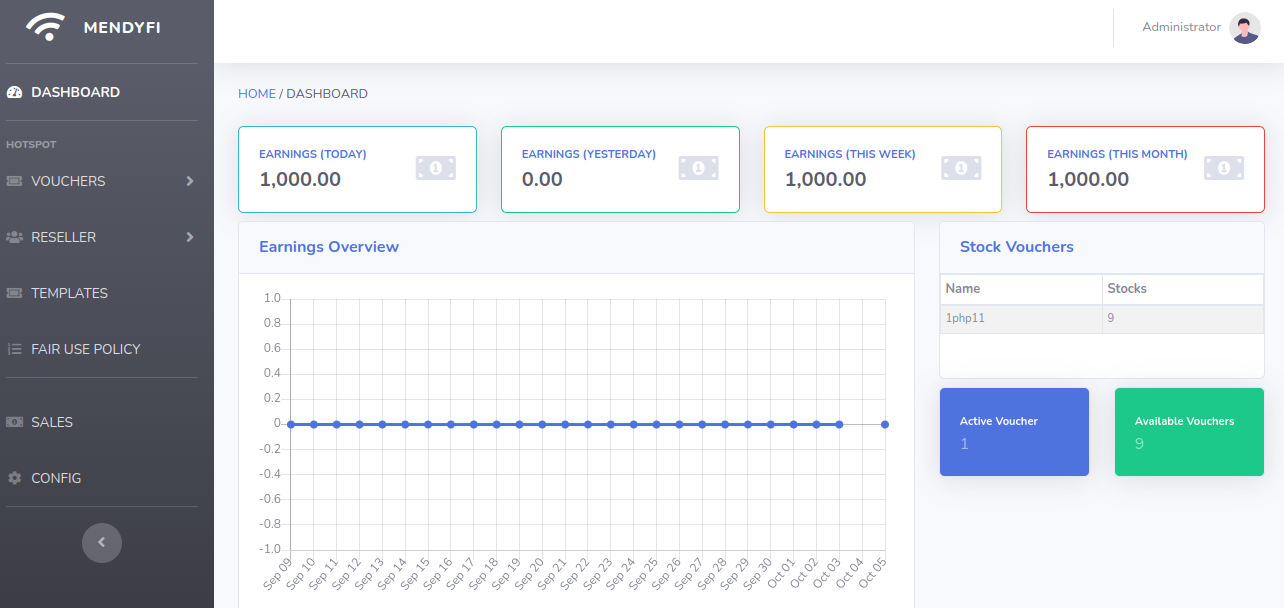 MENDYFI
Administrator
DASHBOARD
HOTSPOT
VOUCHERS
RESELLER
TEMPLATES
FAIR USE POLICY
SALES
CONFIG
HOME / DASHBOARD
EARNINGS (TODAY)
1,000.00
1
EARNINGS (YESTERDAY)
0.00
1
EARNINGS (THIS WEEK)
1,000.00
1
EARNINGS (THIS MONTH)
1,000.00
1
Earnings Overview
1.0
0.8
0.6
0.4
0.2
0
-0.2
-0.4
-0.6
-0.8
-1.0
Sep 09
Sep 10
Sep 11
Sep 12
Sep 13
Sep 14
Sep 15
Sep 16
Sep 17
Sep 18
Sep 19
Sep 20
Sep 21
Sep 22
Sep 23
Sep 24
Sep 25
Sep 26
Sep 27
Sep 28
Sep 29
Sep 30
Oct 01
Oct 02
Oct 03
Oct 04
Oct 05
Stock Vouchers
Name Stocks
1php11 9
Active Voucher
1
Available Vouchers
9